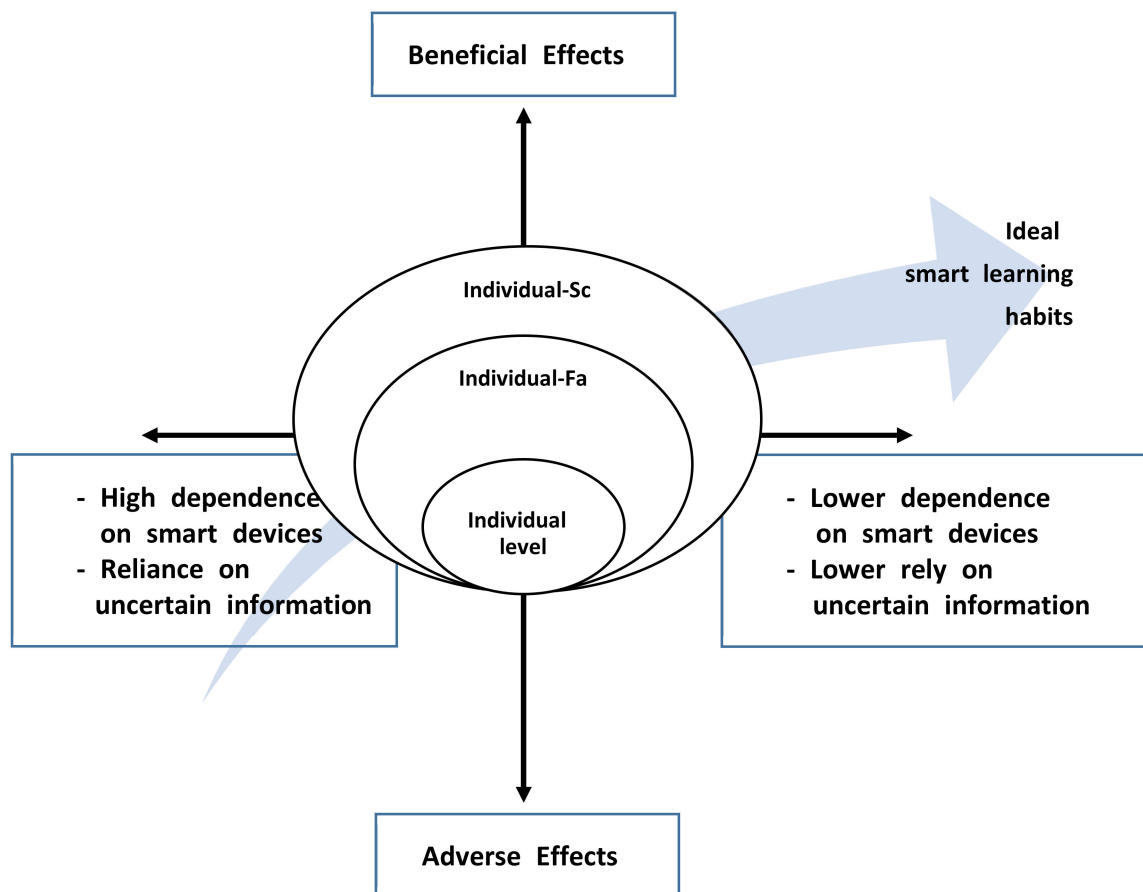 Beneficial Effects
Ideal
smart learning
habits
Individual-Sc
Individual-Fa
Individual
level
- High dependence
on smart devices
- Reliance on
uncertain information
- Lower dependence
on smart devices
- Lower rely on
uncertain information
Adverse Effects